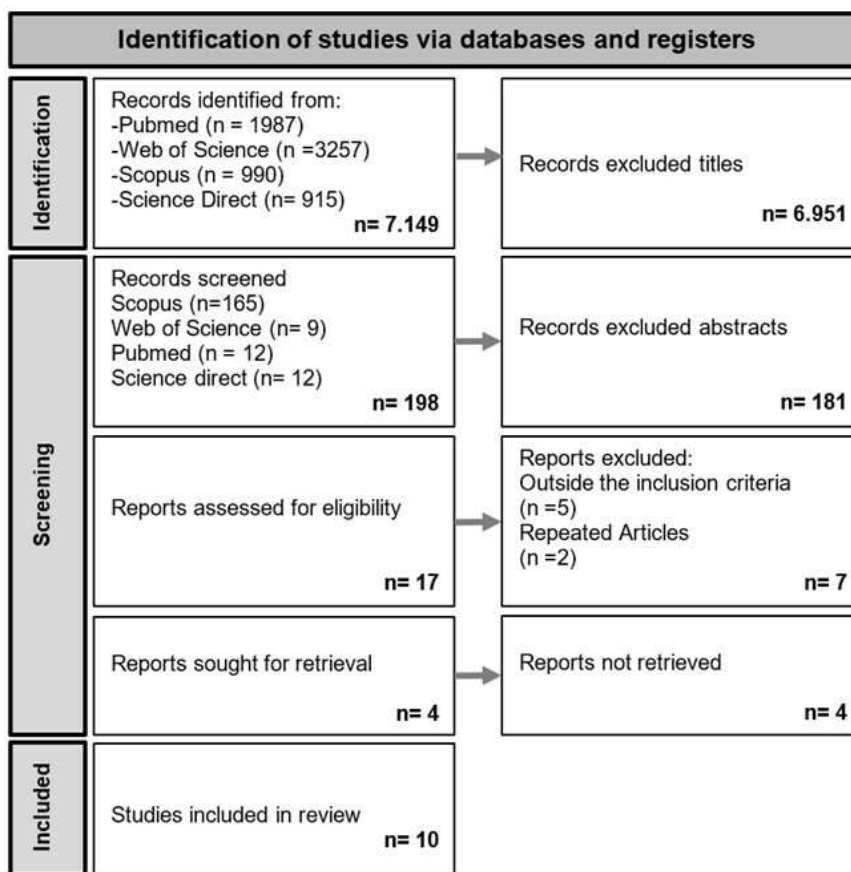 Identification of studies via databases and registers
Identification
Records identified from:
-Pubmed (n = 1987)
-Web of Science (n =3257)
-Scopus (n = 990)
-Science Direct (n= 915)
n= 7.149
Records excluded titles
n= 6.951
Screening
Records screened
Scopus (n=165)
Web of Science (n= 9)
Pubmed (n = 12)
Science direct (n= 12)
n= 198
Records excluded abstracts
n= 181
Reports assessed for eligibility
n= 17
Reports excluded:
Outside the inclusion criteria
(n =5)
Repeated Articles
(n =2)
n= 7
Reports sought for retrieval
n= 4
Reports not retrieved
n= 4
Included
Studies included in review
n= 10